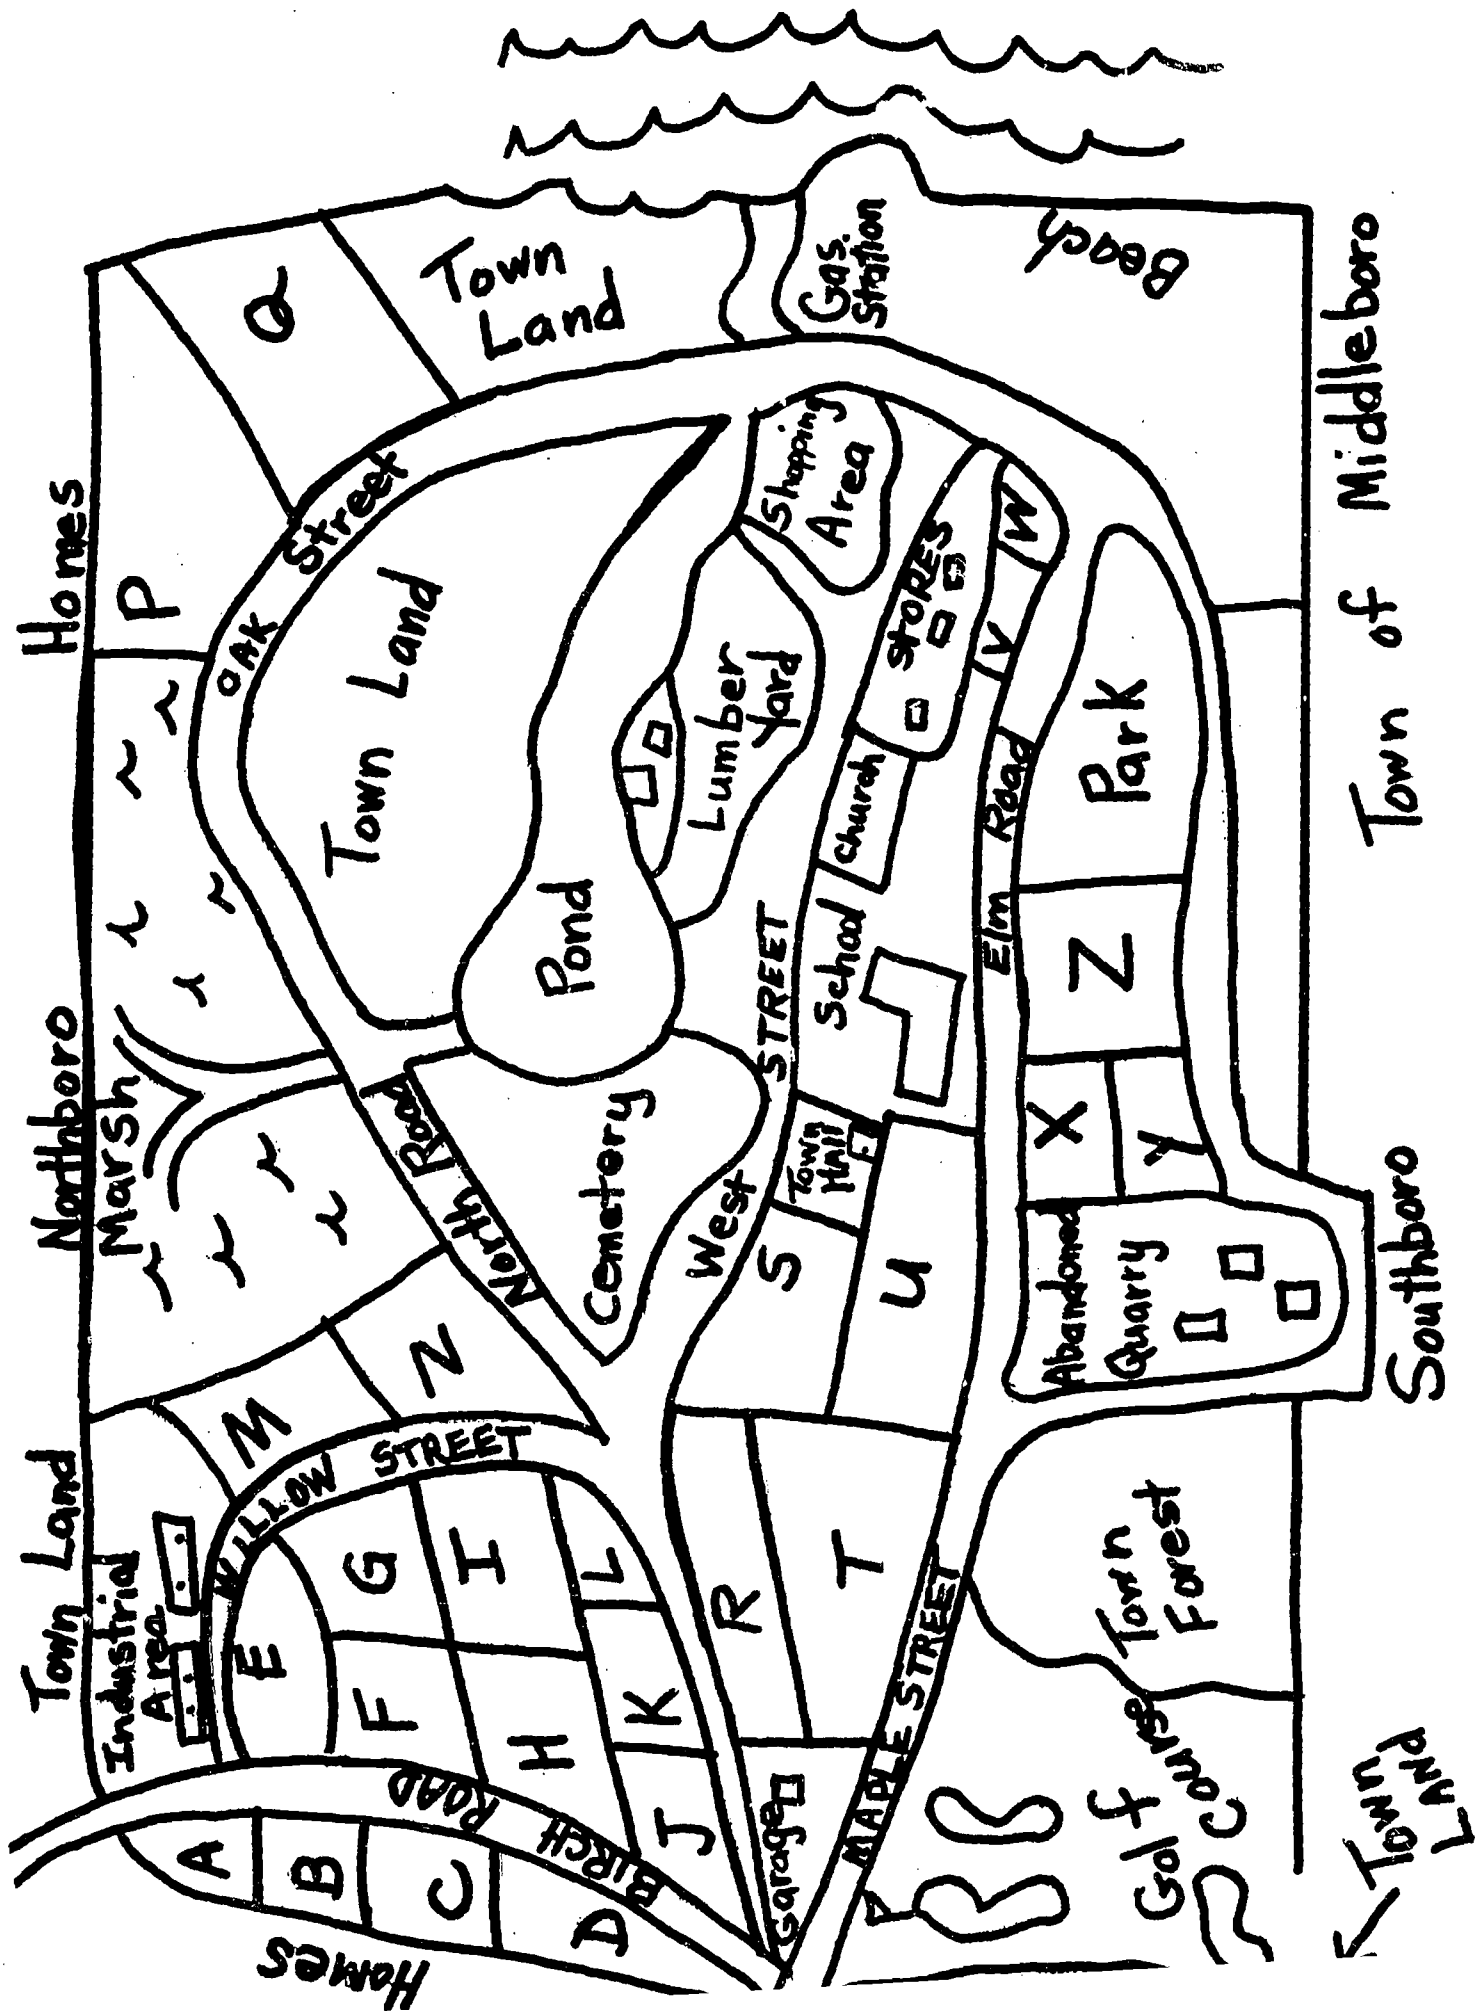 Homes
Northboro
Town Land
Marsh
Industrial
Area
P
Q
OAK
Street
Town
Land
Town Land
Pond
Gas.
Station
Beach
Shopping
Area
Lumber
Yard
STORES
Church
School
Town
Hall
Cemetery
North Road
West STREET
Elm Road
W
V
Park
Z
X
Y
Abandoned
Quarry
S
U
R
T
M
N
WILLOW STREET
E
G
I
L
F
H
K
J
A
B
C
D
BIRCH ROAD
Homes
Garage
MAPLE STREET
Town
Forest
Golf
Course
Town
LAND
Southboro
Town of Middleboro